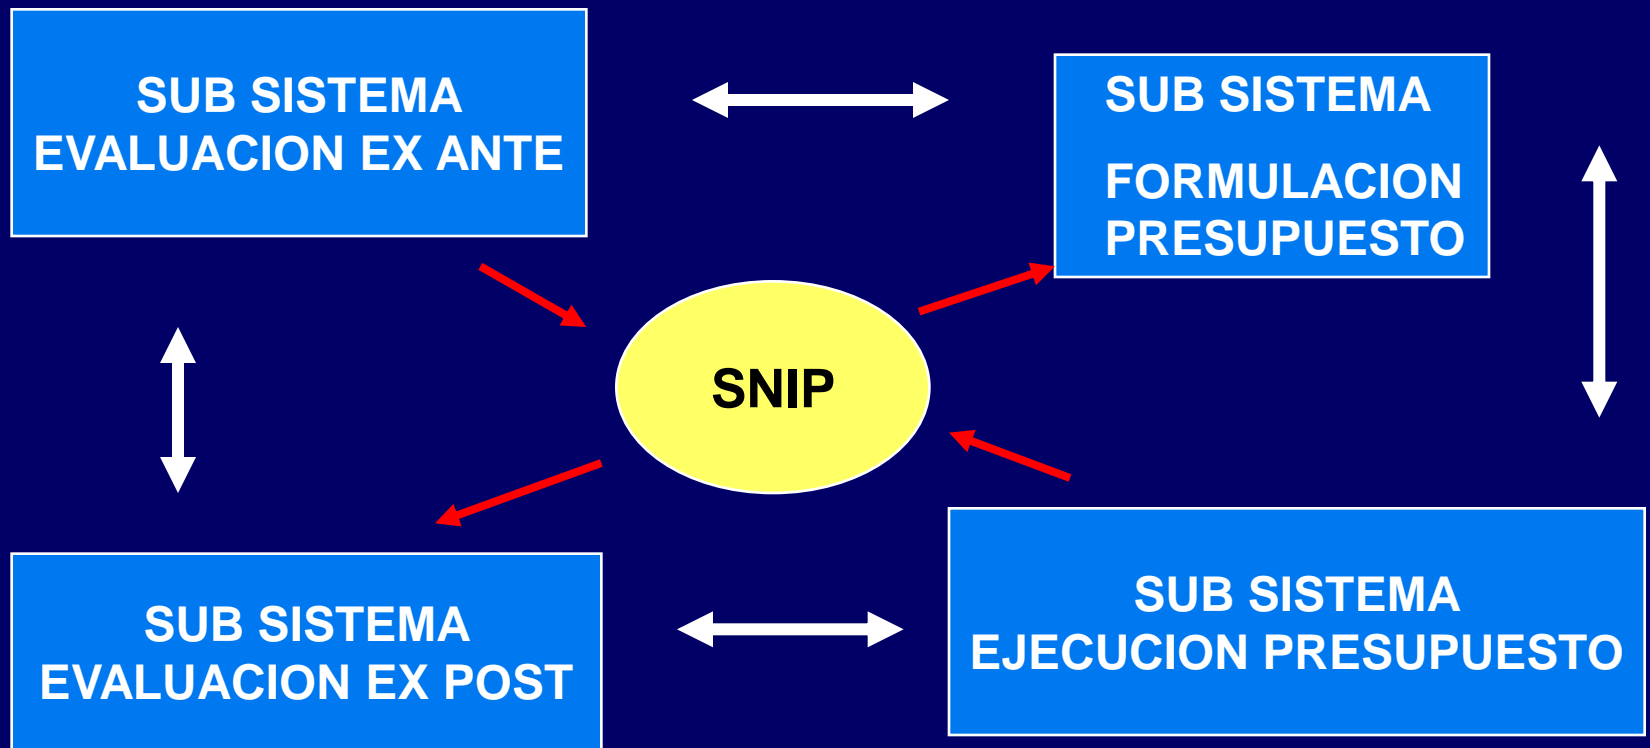 SUB SISTEMA
EVALUACION EX ANTE
SUB SISTEMA
FORMULACION
PRESUPUESTO
SNIP
SUB SISTEMA
EVALUACION EX POST
SUB SISTEMA
EJECUCION PRESUPUESTO